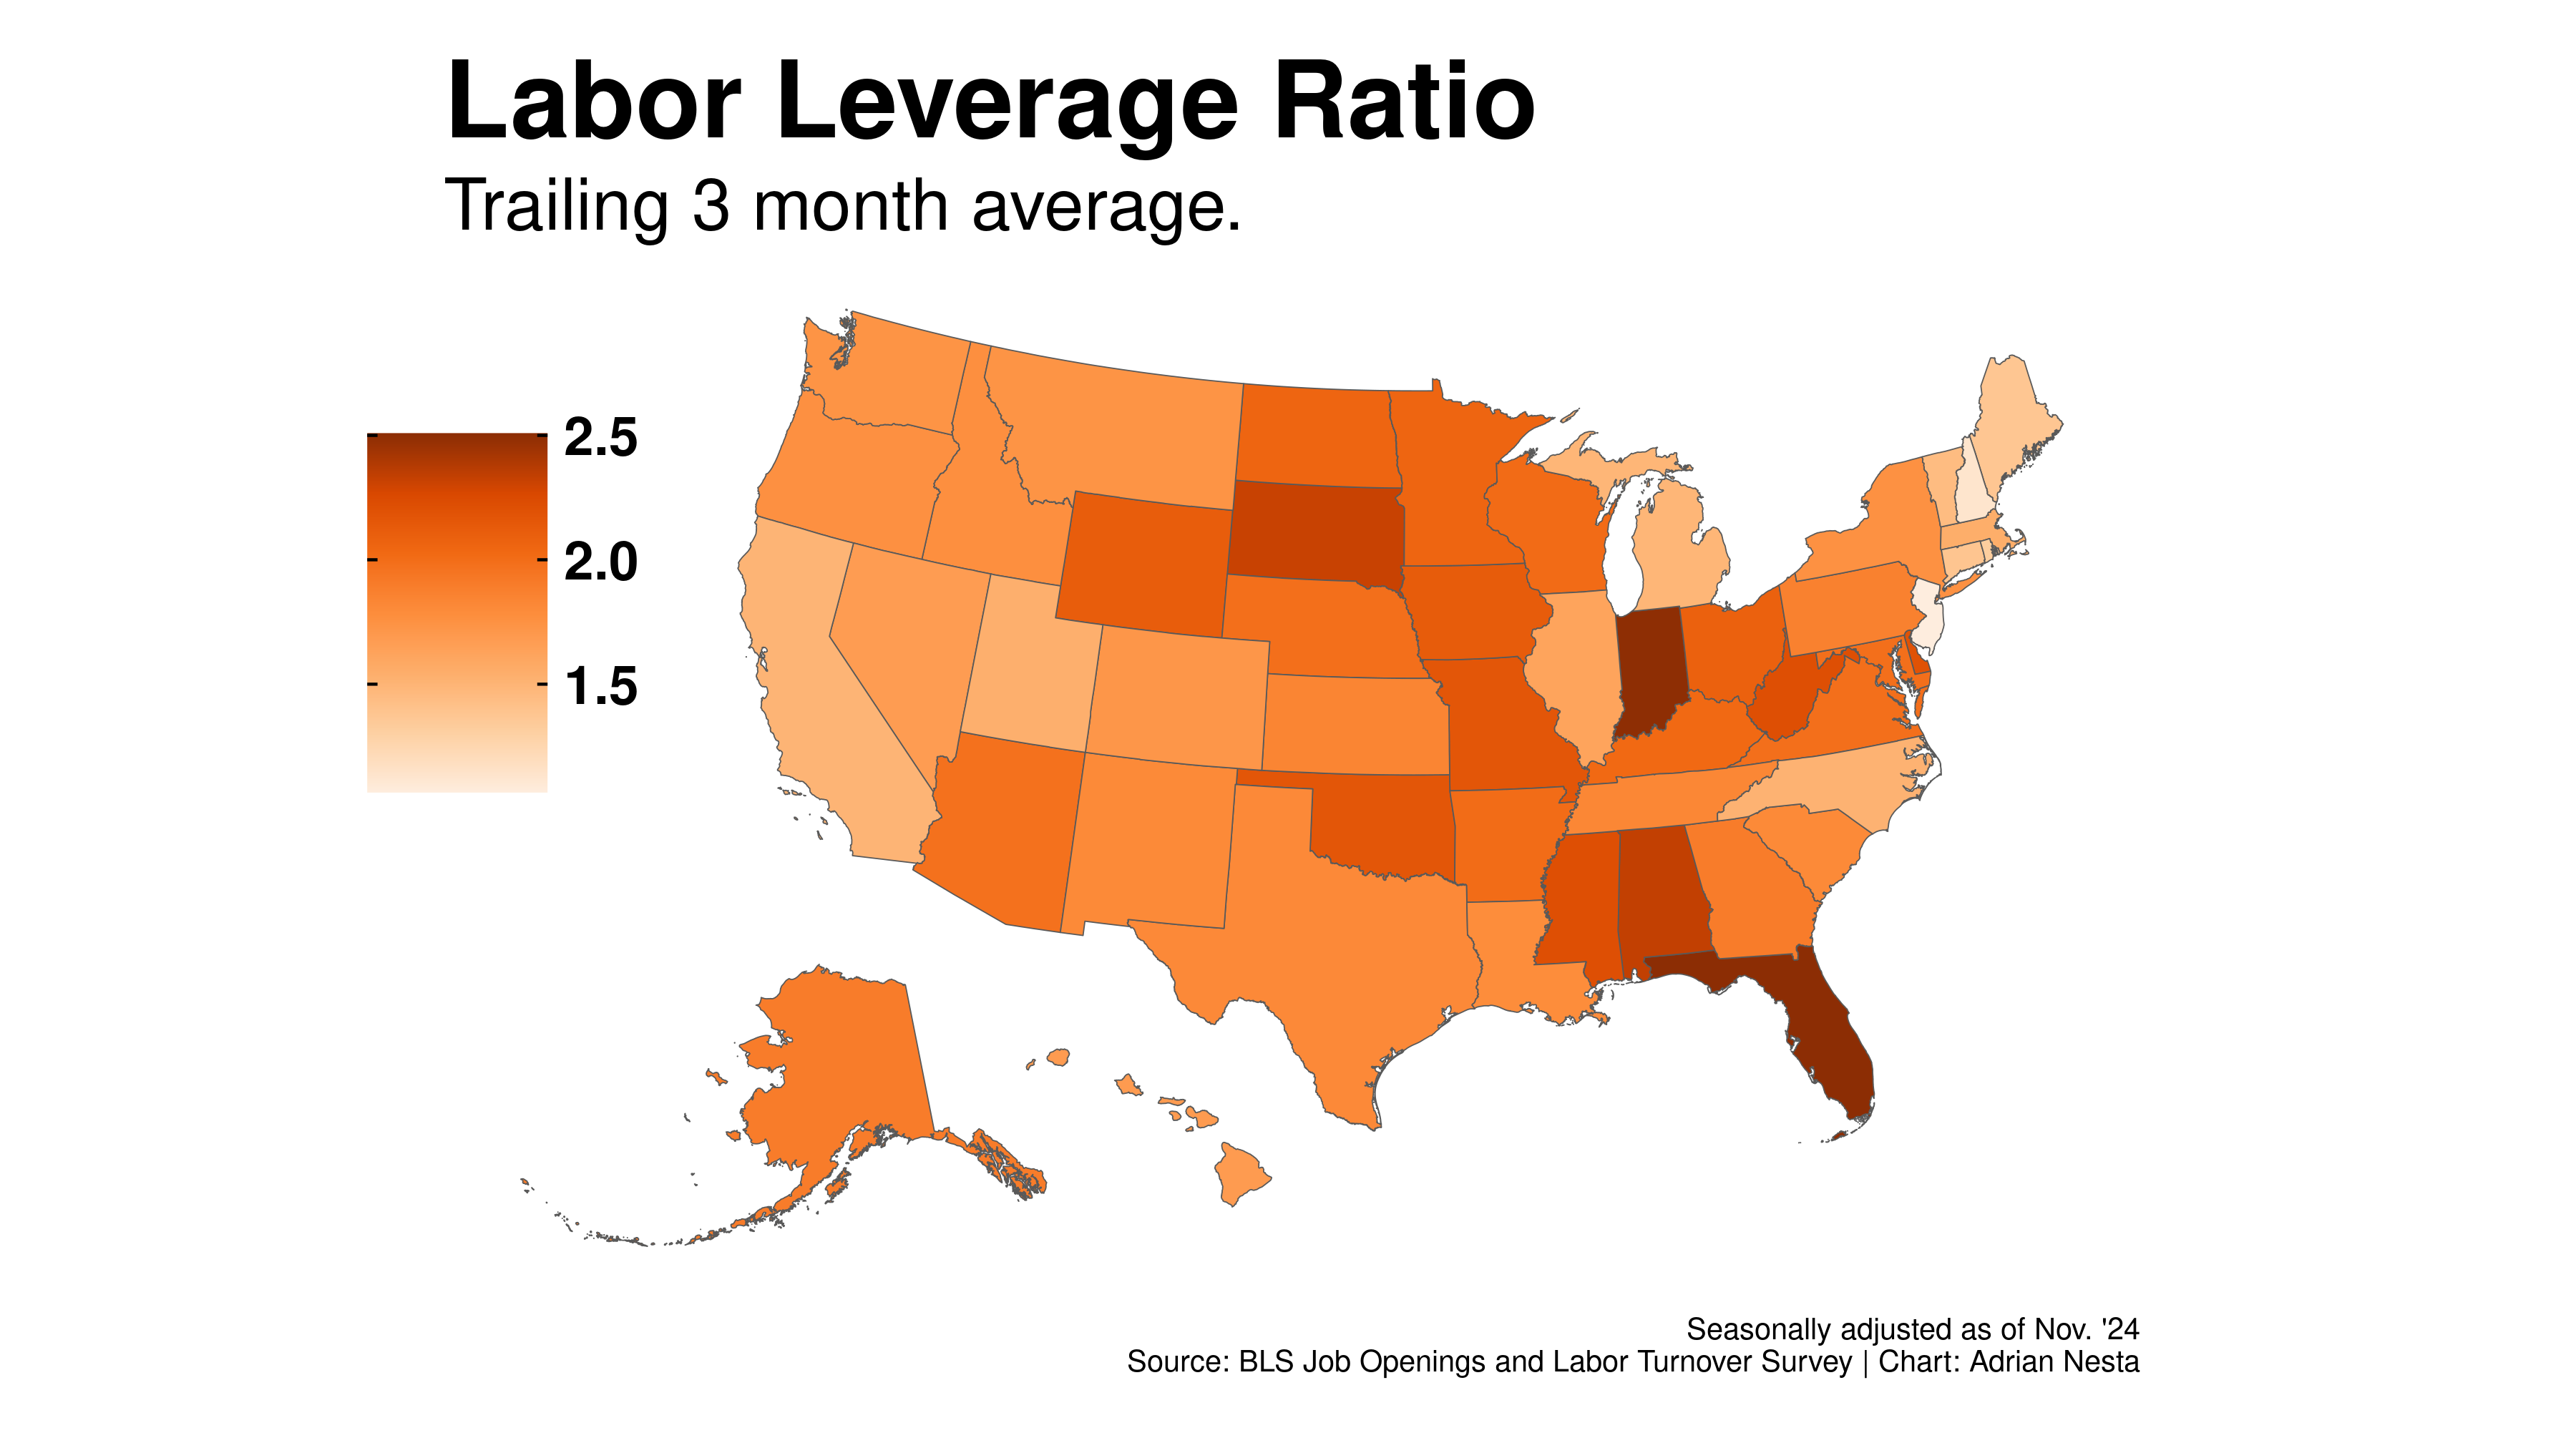 Labor Leverage Ratio
Trailing 3 month average.
2.5
2.0
1.5
Seasonally adjusted as of Nov. '24
Source: BLS Job Openings and Labor Turnover Survey | Chart: Adrian Nesta